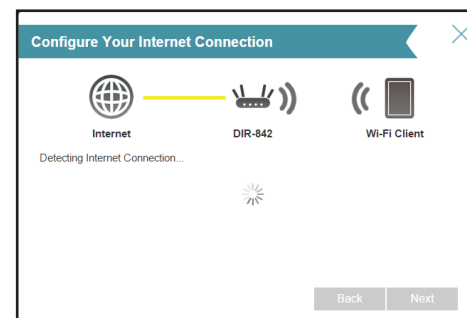 Configure Your Internet Connection
Internet
DIR-842
Wi-Fi Client
Detecting Internet Connection...
Back
Next